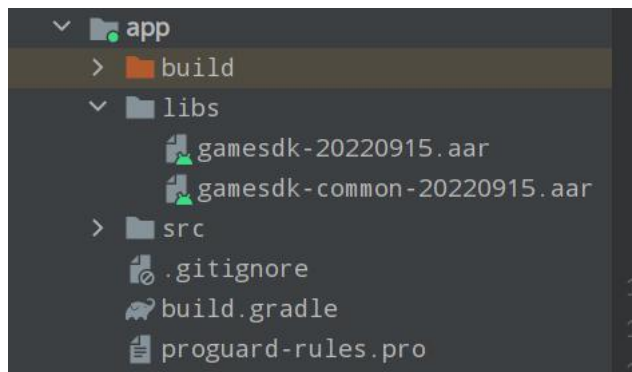 app
build
libs
gamesdk-20220915.aar
gamesdk-common-20220915.aar
src
.gitignore
build.gradle
proguard-rules.pro